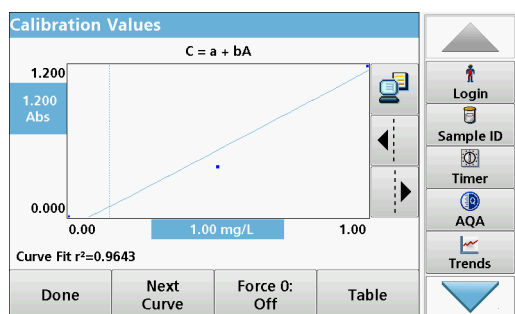 Calibration Values
C = a + bA
1.200
1.200
Abs
0.000
0.00
1.00 mg/L
1.00
Curve Fit r²=0.9643
Done
Next
Curve
Force 0:
Off
Table
Login
Sample ID
Timer
AQA
Trends